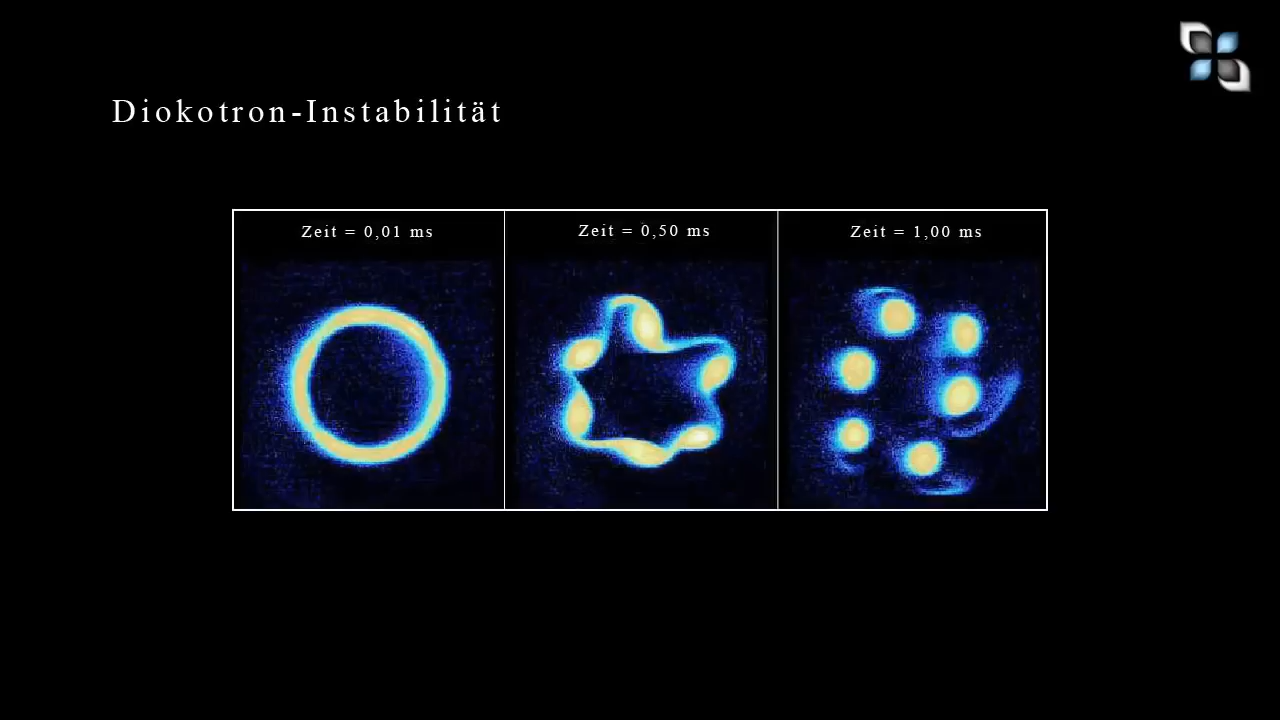 Diokotron-Instabilität
Zeit = 0,01 ms
Zeit = 0,50 ms
Zeit = 1,00 ms